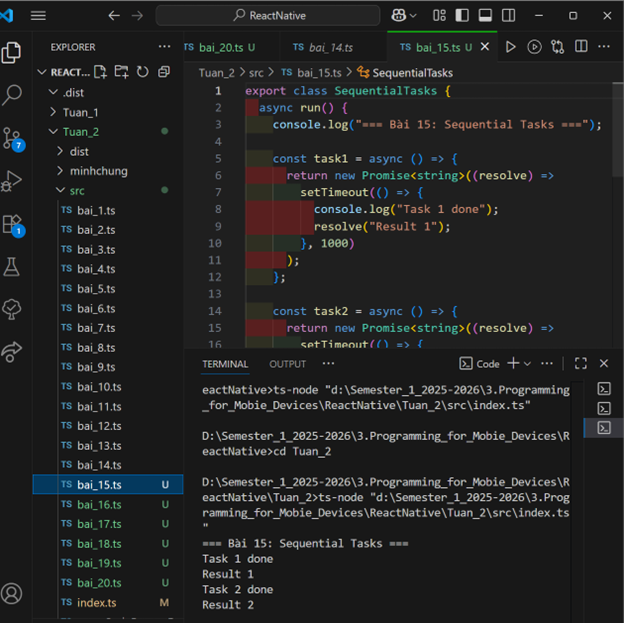 ReactNative
EXPLORER
REACT...
.dist
Tuan_1
Tuan_2
dist
minhchung
src
TS bai_1.ts
TS bai_2.ts
TS bai_3.ts
TS bai_4.ts
TS bai_5.ts
TS bai_6.ts
TS bai_7.ts
TS bai_8.ts
TS bai_9.ts
TS bai_10.ts
TS bai_11.ts
TS bai_12.ts
TS bai_13.ts
TS bai_14.ts
TS bai_15.ts U
TS bai_16.ts U
TS bai_17.ts U
TS bai_18.ts U
TS bai_19.ts U
TS bai_20.ts U
TS index.ts M
7
1
TS bai_20.ts U TS bai_14.ts TS bai_15.ts U
Tuan_2 > src > TS bai_15.ts > SequentialTasks
1 export class SequentialTasks {
2 async run() {
3 console.log("=== Bài 15: Sequential Tasks ===");
4
5 const task1 = async () => {
6 return new Promise<string>((resolve) =>
7 setTimeout(() => {
8 console.log("Task 1 done");
9 resolve("Result 1");
10 }, 1000)
11 );
12 };
13
14 const task2 = async () => {
15 return new Promise<string>((resolve) =>
16 setTimeout(() => {
TERMINAL OUTPUT ... Code
eactNative>ts-node "d:\Semester_1_2025-2026\3.Programming
_for_Mobie_Devices\ReactNative\Tuan_2\src\index.ts"
D:\Semester_1_2025-2026\3.Programming_for_Mobie_Devices\R
eactNative>cd Tuan_2
D:\Semester_1_2025-2026\3.Programming_for_Mobie_Devices\R
eactNative\Tuan_2>ts-node "d:\Semester_1_2025-2026\3.Prog
ramming_for_Mobie_Devices\ReactNative\Tuan_2\src\index.ts
"
=== Bài 15: Sequential Tasks ===
Task 1 done
Result 1
Task 2 done
Result 2